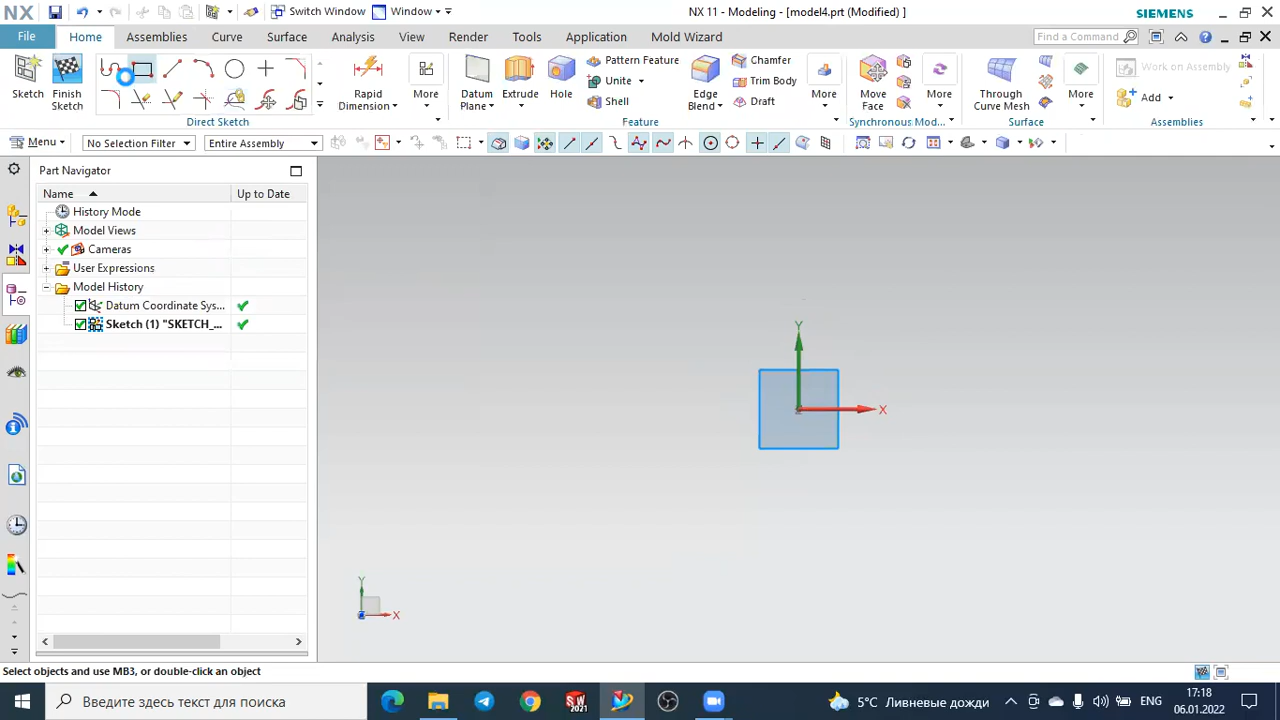 NX
Switch Window
Window
NX 11 - Modeling - [model4.prt (Modified) ]
SIEMENS
File
Home
Assemblies
Curve
Surface
Analysis
View
Render
Tools
Application
Mold Wizard
Find a Command
Sketch
Finish Sketch
Rapid Dimension
More
Datum Plane
Extrude
Hole
Pattern Feature
Unite
Shell
Edge Blend
Chamfer
Trim Body
Draft
More
Move Face
More
Through Curve Mesh
More
Work on Assembly
Add
Direct Sketch
Feature
Synchronous Mod...
Surface
Assemblies
Menu
No Selection Filter
Entire Assembly
Part Navigator
Name
Up to Date
History Mode
Model Views
Cameras
User Expressions
Model History
Datum Coordinate Sys...
Sketch (1) "SKETCH_...
Y
X
Y
X
Select objects and use MB3, or double-click an object
Введите здесь текст для поиска
SW
2021
5°C Ливневые дожди
ENG
17:18
06.01.2022